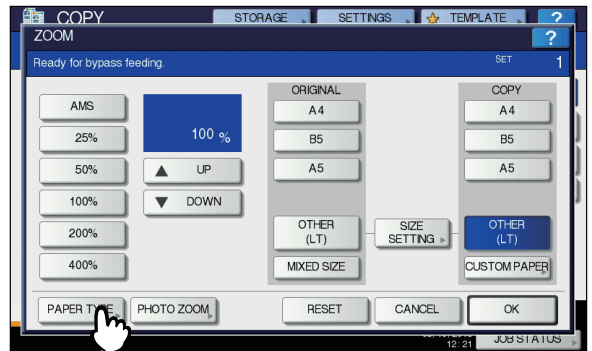 COPY STORAGE SETTINGS TEMPLATE ?
ZOOM ?
Ready for bypass feeding. SET 1
ORIGINAL COPY
AMS
25%
50%
100%
200%
400%
100 %
UP
DOWN
A4
B5
A5
OTHER
(LT)
MIXED SIZE
SIZE
SETTING
A4
B5
A5
OTHER
(LT)
CUSTOM PAPER
PAPER PHOTO ZOOM RESET CANCEL OK
12: 21 JOB STATUS